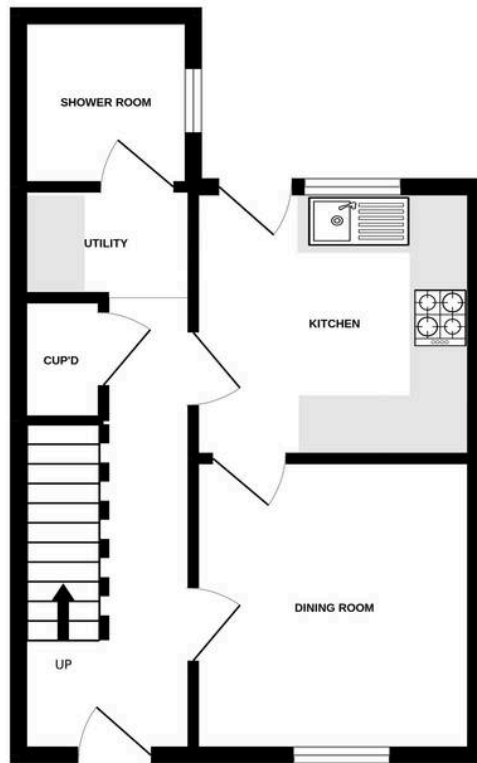 SHOWER ROOM
UTILITY
KITCHEN
CUP'D
DINING ROOM
UP